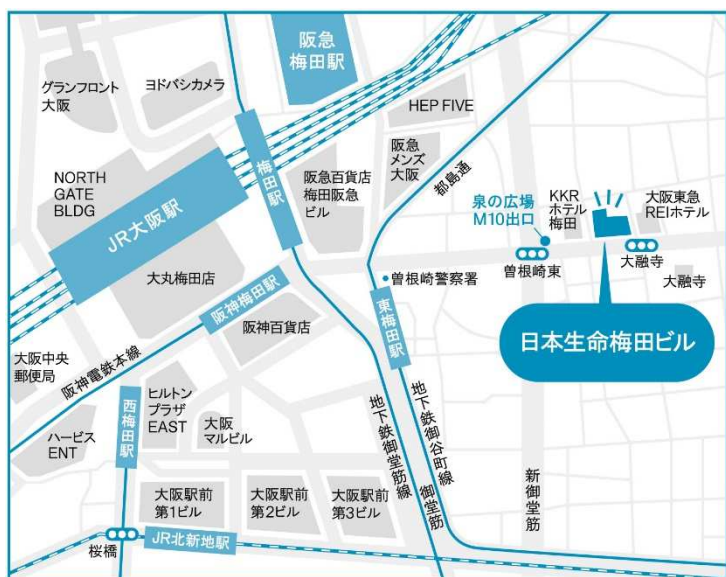 阪急
梅田駅
グランフロント
大阪
ヨドバシカメラ
HEP FIVE
NORTH
GATE
BLDG
JR大阪駅
梅田駅
阪急百貨店
梅田阪急
ビル
阪急
メンズ
大阪
都島通
泉の広場
M10出口
KKR
ホテル
梅田
大阪東急
REIホテル
曽根崎東
大融寺
大融寺
大丸梅田店
阪神梅田駅
曽根崎警察署
東梅田駅
日本生命梅田ビル
阪神百貨店
大阪中央
郵便局
阪神電鉄本線
ハービス
ENT
西梅田駅
ヒルトン
プラザ
EAST
大阪
マルビル
地下鉄御堂筋線
地下鉄御谷町線
御堂筋
新御堂筋
大阪駅前
第1ビル
大阪駅前
第2ビル
大阪駅前
第3ビル
桜橋
JR北新地駅